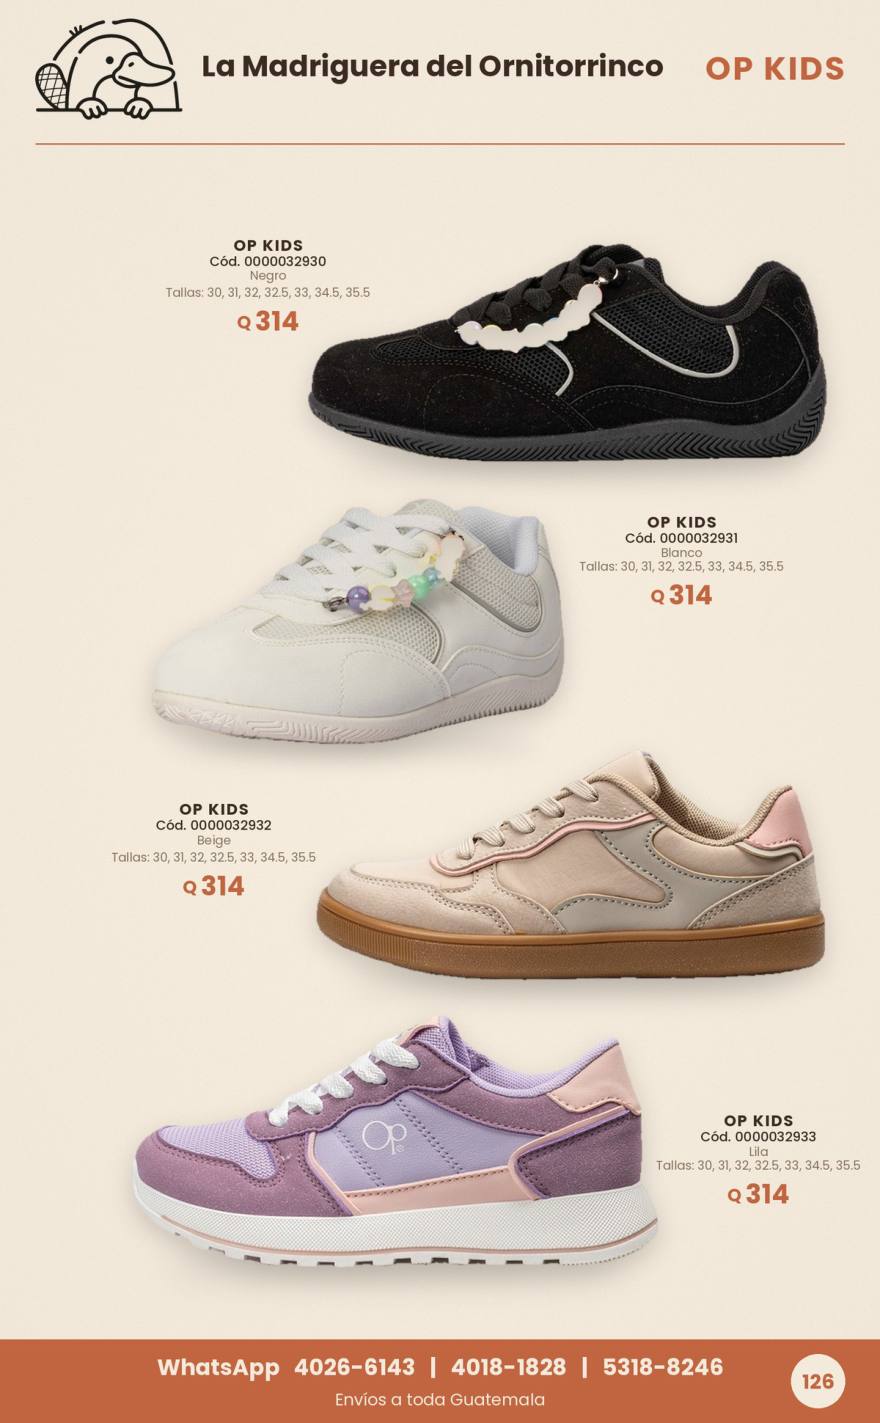 La Madriguera del Ornitorrinco
OP KIDS
OP KIDS
Cód. 0000032930
Negro
Tallas: 30, 31, 32, 32.5, 33, 34.5, 35.5
Q 314
OP KIDS
Cód. 0000032931
Blanco
Tallas: 30, 31, 32, 32.5, 33, 34.5, 35.5
Q 314
OP KIDS
Cód. 0000032932
Beige
Tallas: 30, 31, 32, 32.5, 33, 34.5, 35.5
Q 314
Op
OP KIDS
Cód. 0000032933
Lila
Tallas: 30, 31, 32, 32.5, 33, 34.5, 35.5
Q 314
WhatsApp 4026-6143 | 4018-1828 | 5318-8246
Envíos a toda Guatemala
126